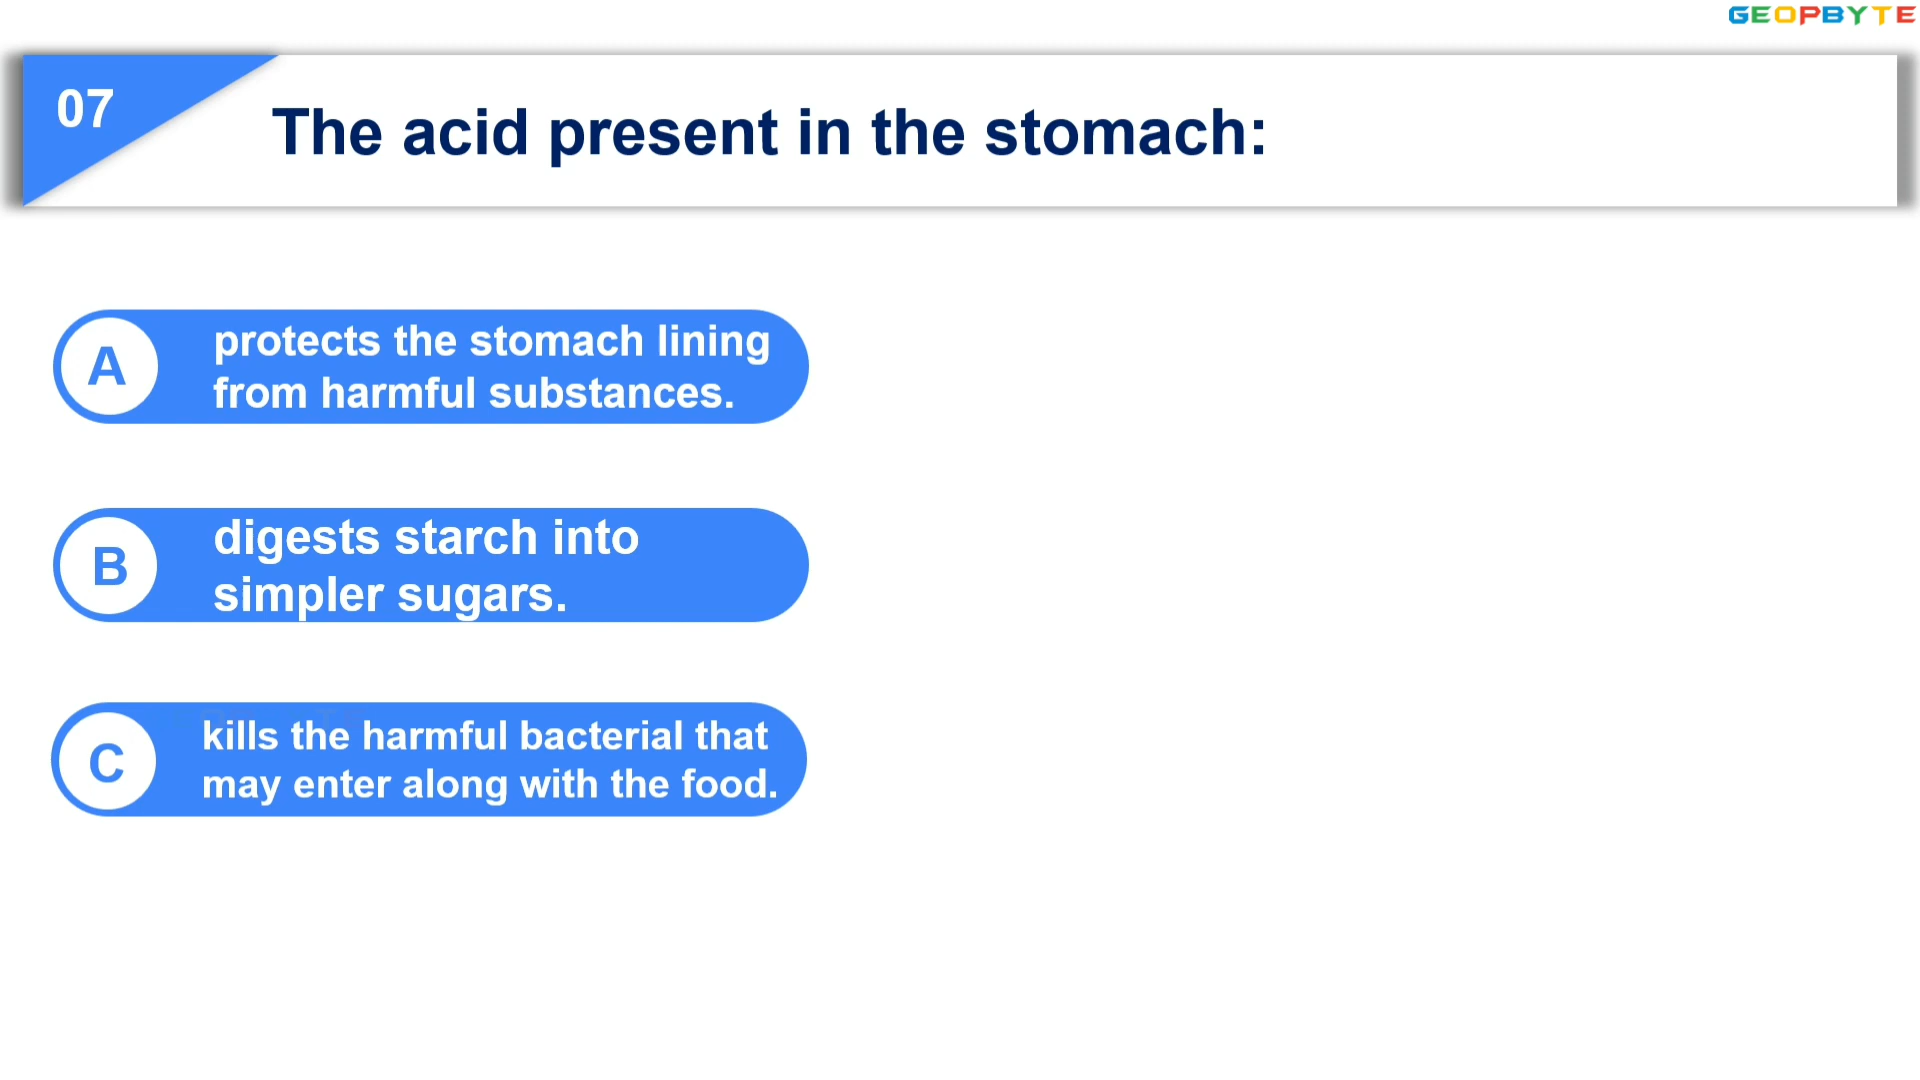 GEOPBYTE
07
The acid present in the stomach:
A
protects the stomach lining
from harmful substances.
B
digests starch into
simpler sugars.
C
kills the harmful bacterial that
may enter along with the food.